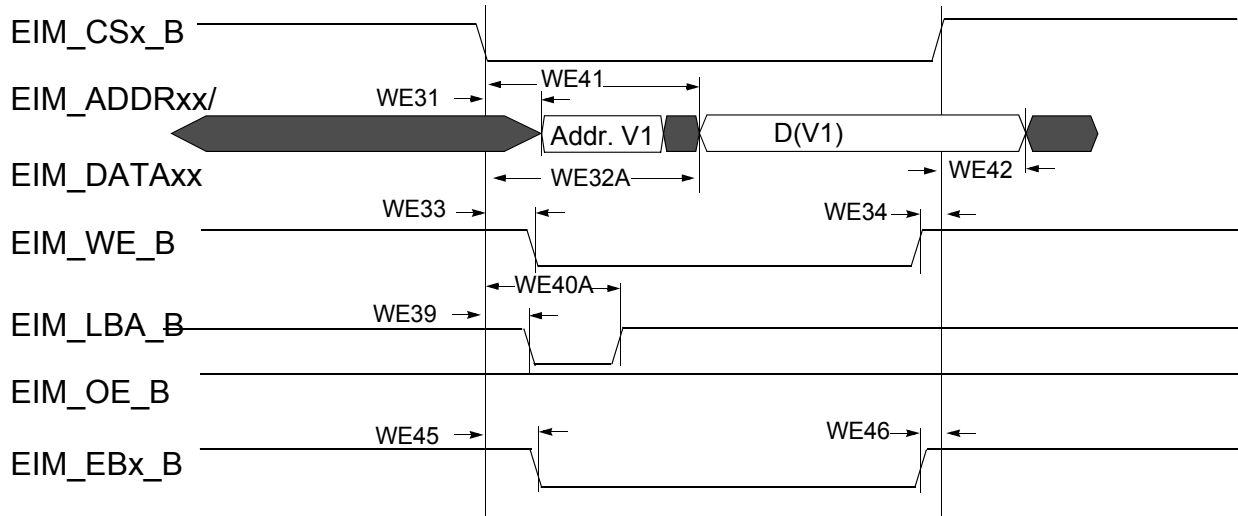 EIM_CSx_B
WE41
EIM_ADDRxx/
WE31
Addr. V1
D(V1)
EIM_DATAxx
WE32A
WE42
WE33
WE34
EIM_WE_B
WE40A
WE39
EIM_LBA_B
EIM_OE_B
WE45
WE46
EIM_EBx_B